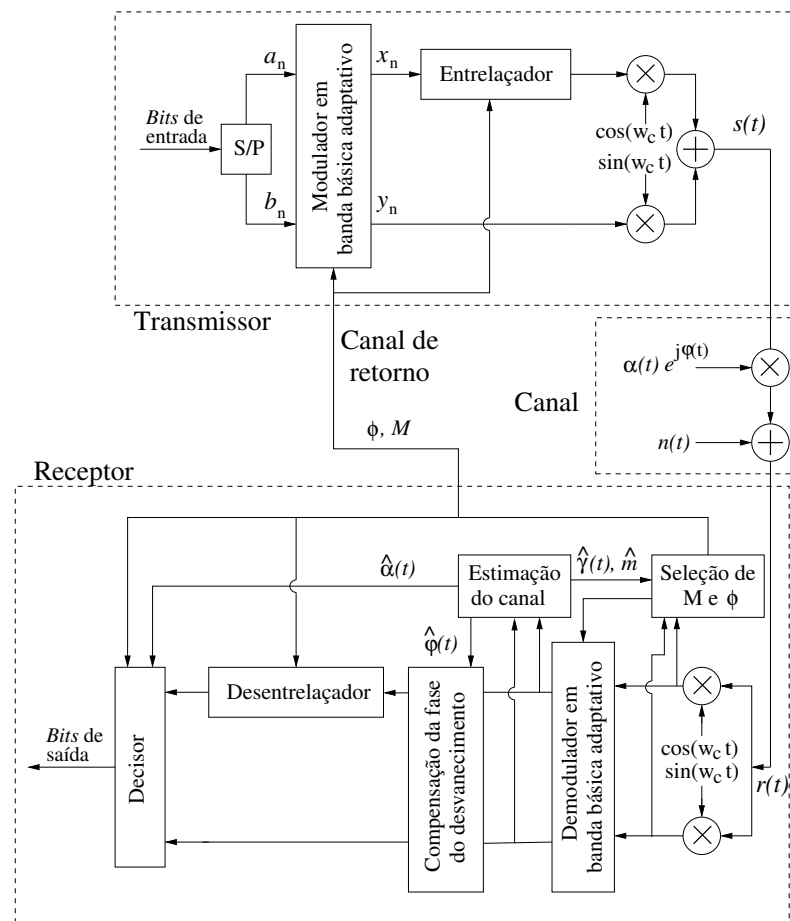 a_n
x_n
Bits de
entrada
S/P
b_n
y_n
Modulador em
banda básica adaptativo
Entrelaçador
×
cos(w_c t)
sin(w_c t)
×
+
s(t)
Transmissor
Canal de
retorno
ϕ, M
Canal
α(t) e^{jφ(t)}
×
n(t)
+
Receptor
α̂(t)
Estimação
do canal
γ̂(t), m̂
Seleção de
M e ϕ
φ̂(t)
Desentrelaçador
Bits de
saída
Decisor
Compensação da fase
do desvanecimento
Demodulador em
banda básica adaptativo
×
cos(w_c t)
sin(w_c t)
×
r(t)